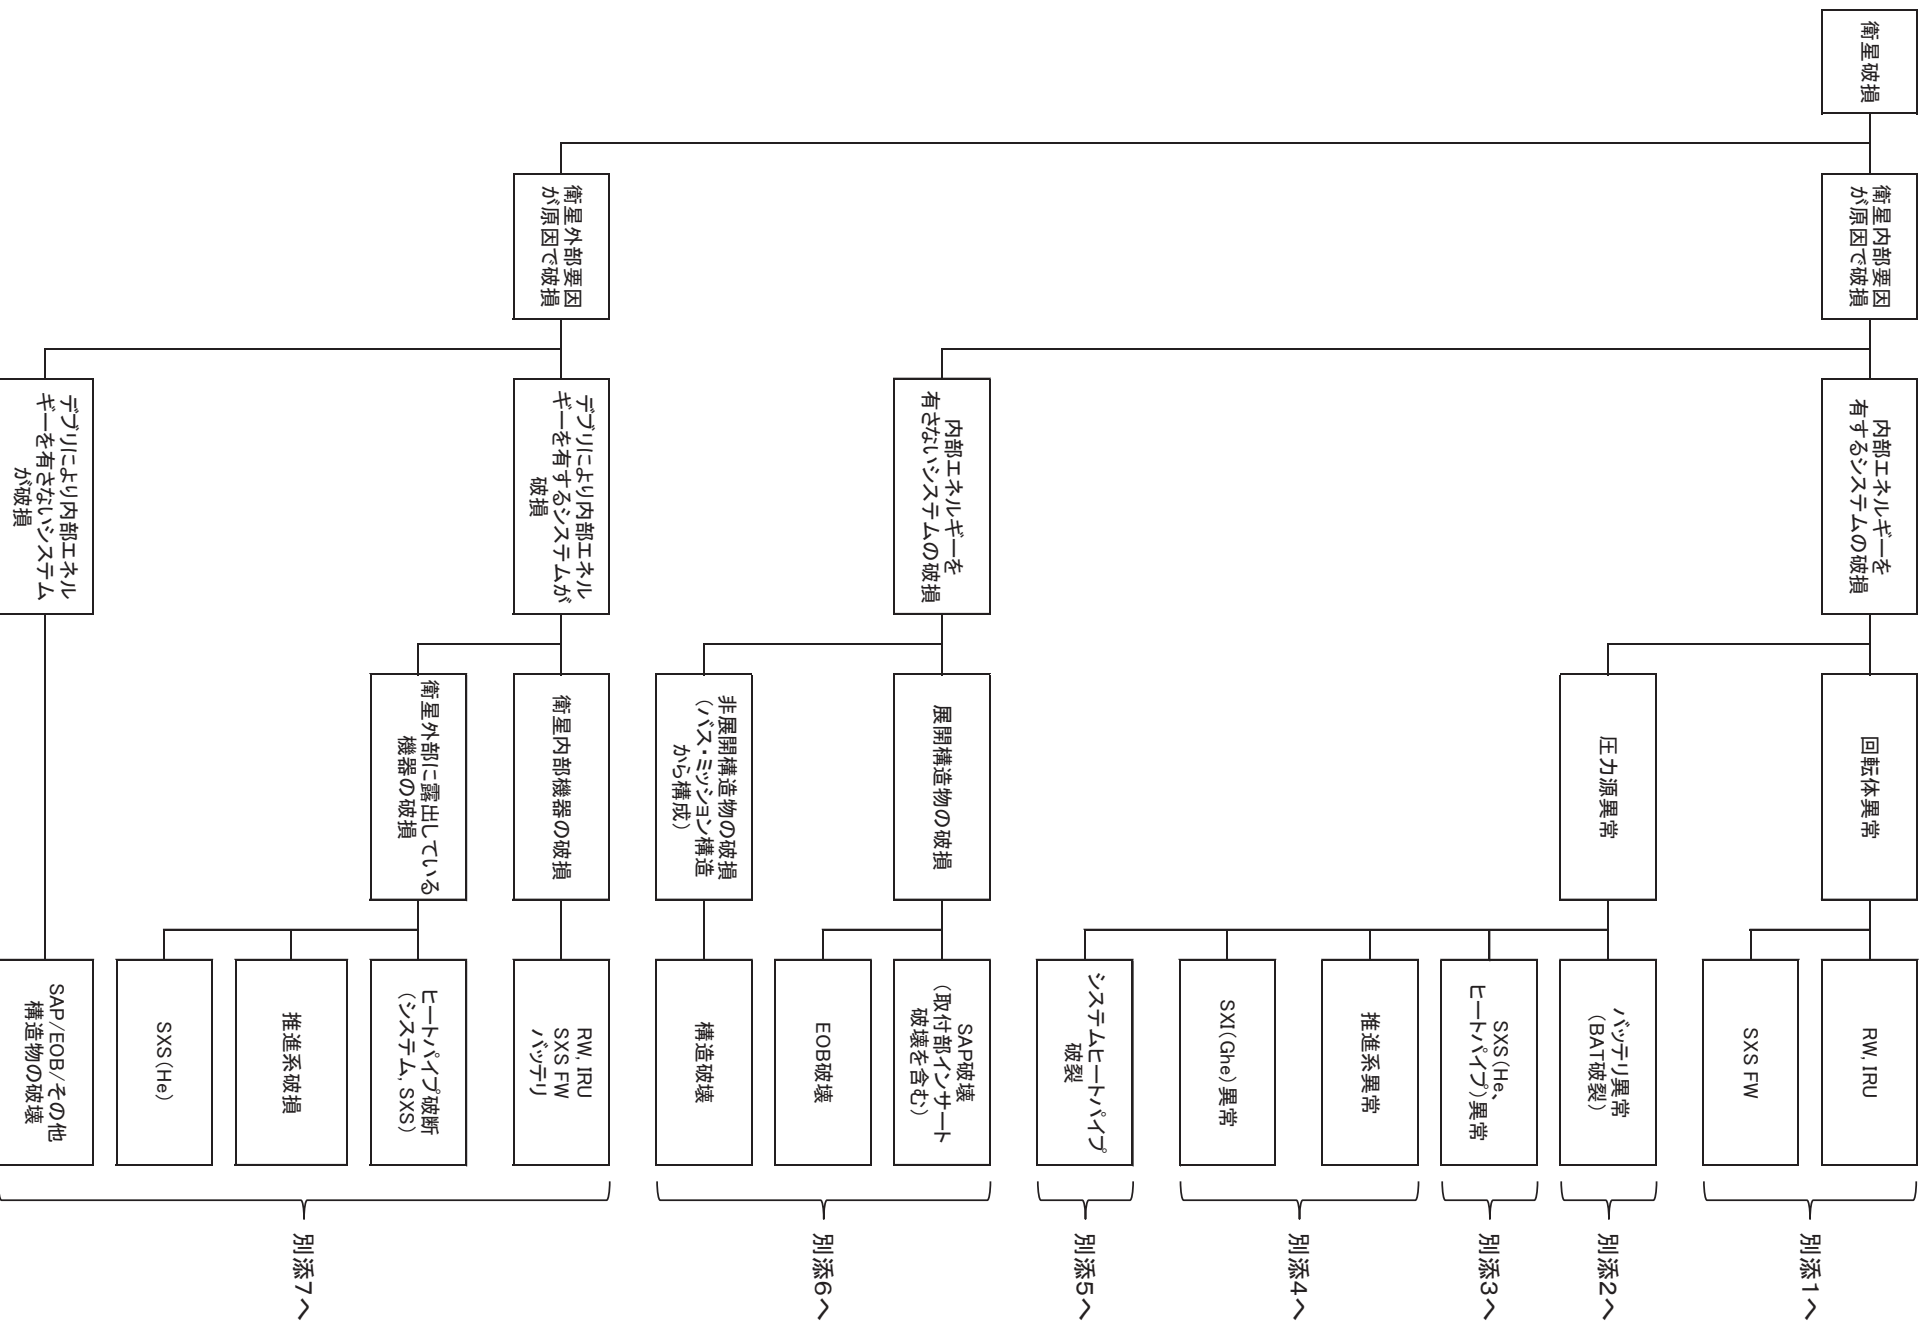 衛星破損
衛星内部要因
が原因で破損
内部エネルギーを
有するシステムの破損
回転体異常
RW, IRU
SXS FW
別添1へ
圧力源異常
バッテリ異常
(BAT破裂)
別添2へ
SXS(He、
ヒートパイプ)異常
別添3へ
推進系異常
SXI(Ghe)異常
別添4へ
システムヒートパイプ
破裂
別添5へ
内部エネルギーを
有さないシステムの破損
展開構造物の破損
SAP破壊
(取付部インサート
破壊を含む)
EOB破壊
非展開構造物の破損
(バス・ミッション構造
から構成)
構造破壊
別添6へ
衛星外部要因
が原因で破損
デブリにより内部エネル
ギーを有するシステムが
破損
衛星内部機器の破損
RW, IRU
SXS FW
バッテリ
衛星外部に露出している
機器の破損
ヒートパイプ破断
(システム, SXS)
推進系破損
SXS(He)
デブリにより内部エネル
ギーを有さないシステム
が破損
SAP/EOB/その他
構造物の破壊
別添7へ